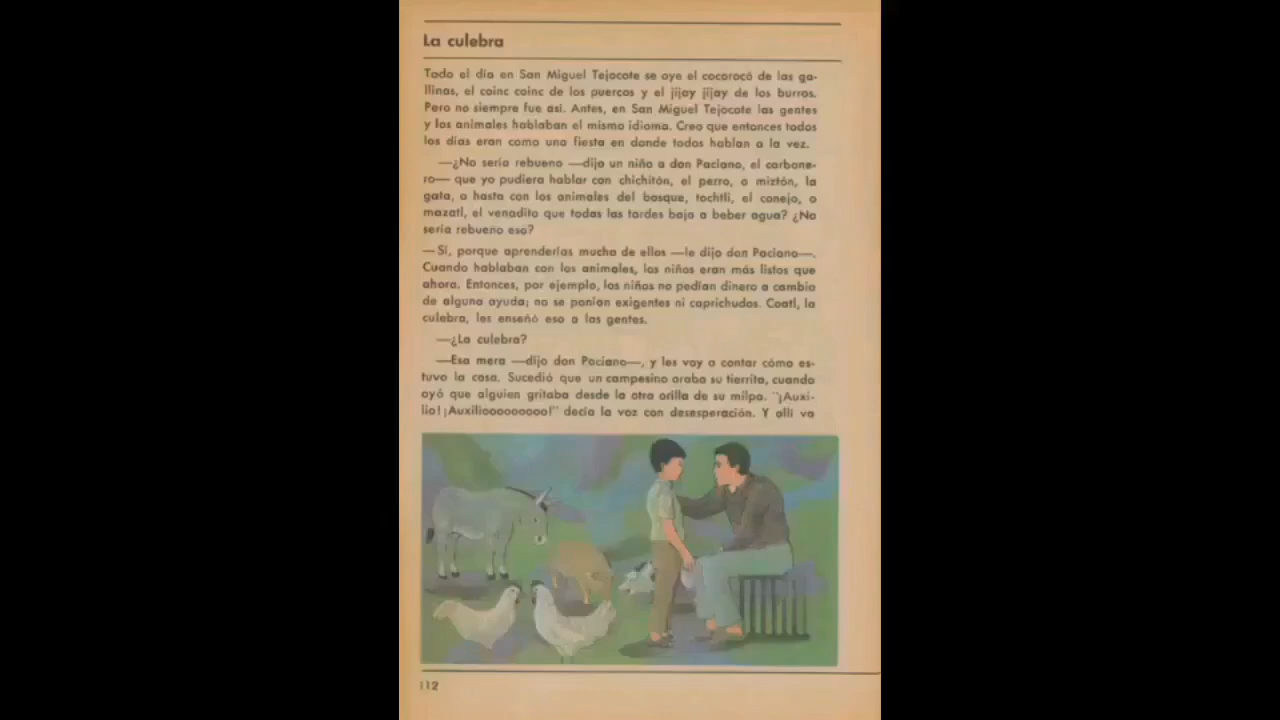 La culebra
Todo el día en San Miguel Tejocote se oye el cocorocó de las ga-
llinas, el coinc coinc de los puercos y el jijay jijay de los burros.
Pero no siempre fue así. Antes, en San Miguel Tejocote las gentes
y los animales hablaban el mismo idioma. Creo que entonces todos
los días eran como una fiesta en donde todos hablan a la vez.
—¿No sería rebueno —dijo un niño a don Paciano, el carbone-
ro— que yo pudiera hablar con chichitón, el perro, o miztón, la
gata, o hasta con los animales del bosque, tochtli, el conejo, o
mazatl, el venadito que todas las tardes baja a beber agua? ¿No
sería rebueno eso?
—Sí, porque aprenderías mucho de ellos —le dijo don Paciano—.
Cuando hablaban con los animales, los niños eran más listos que
ahora. Entonces, por ejemplo, los niños no pedían dinero a cambio
de alguna ayuda; no se ponían exigentes ni caprichudos. Coatl, la
culebra, les enseñó eso a las gentes.
—¿La culebra?
—Esa mera —dijo don Paciano—, y les voy a contar cómo es-
tuvo la cosa. Sucedió que un campesino araba su tierrita, cuando
oyó que alguien gritaba desde la otra orilla de su milpa. "¡Auxi-
lio! ¡Auxiliooooooooo!" decía la voz con desesperación. Y allí va
112